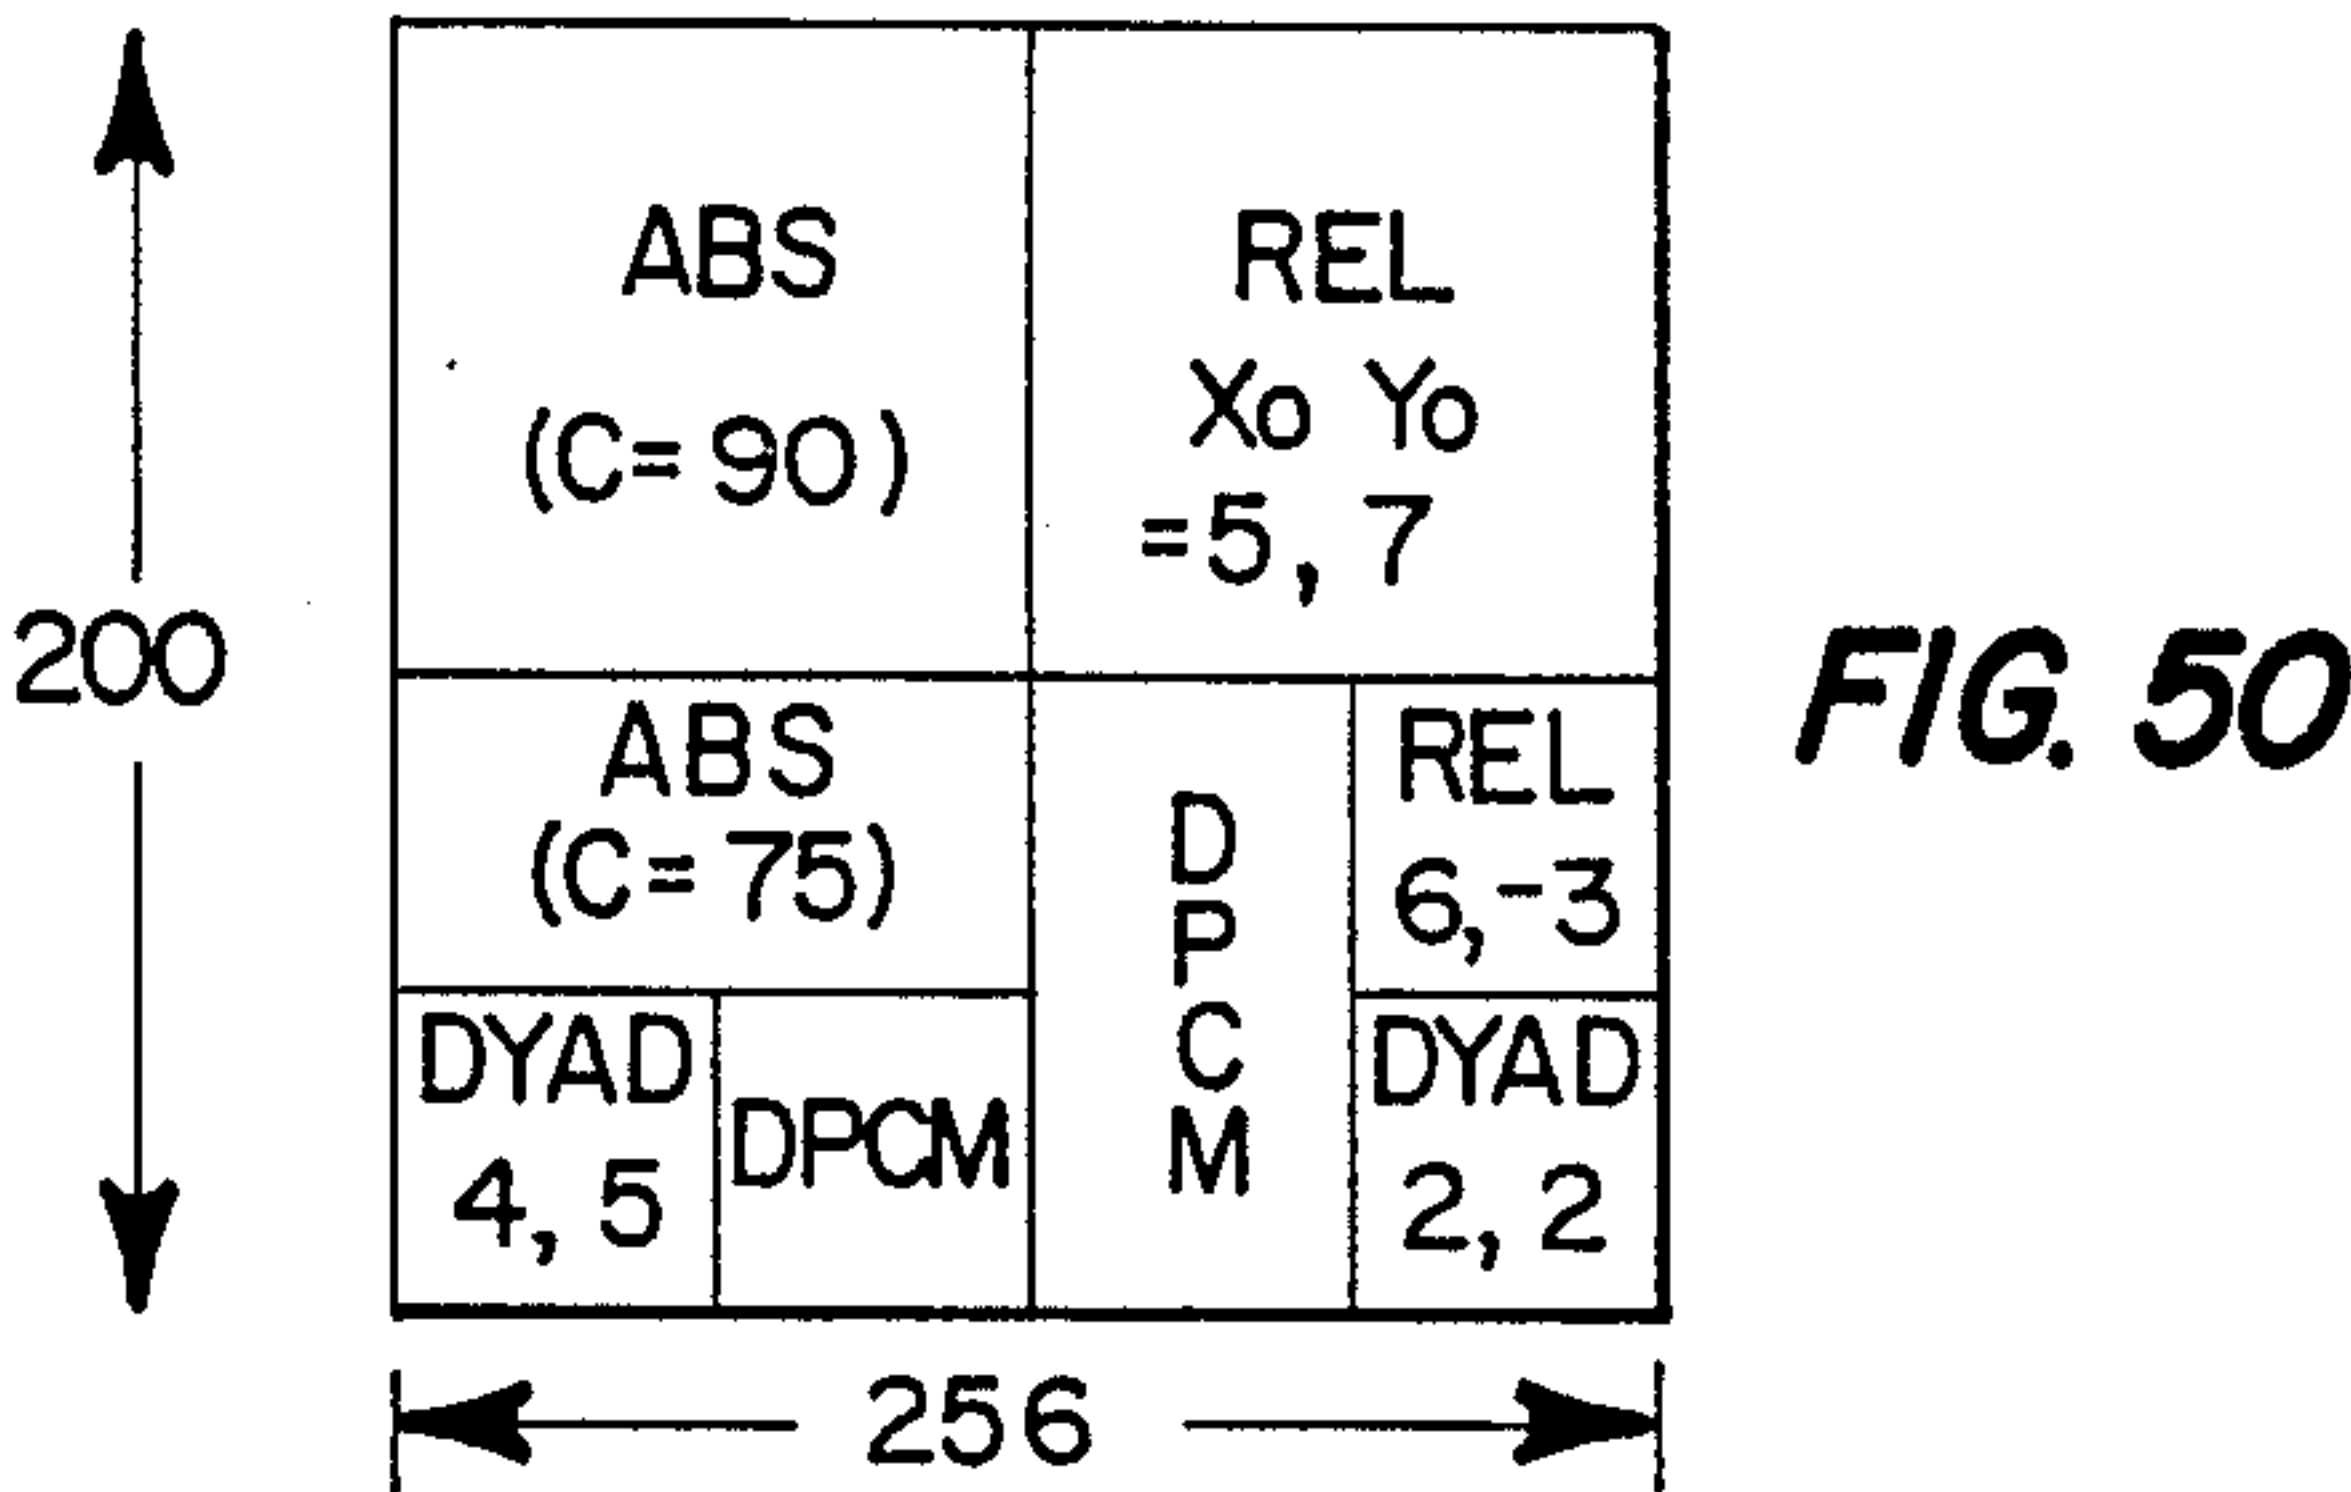 ABS
(C=90)
REL
Xo Yo
=5,7
200
FIG. 50
ABS
(C=75)
D
P
C
M
REL
6,-3
DYAD
4,5
DPCM
DYAD
2,2
256